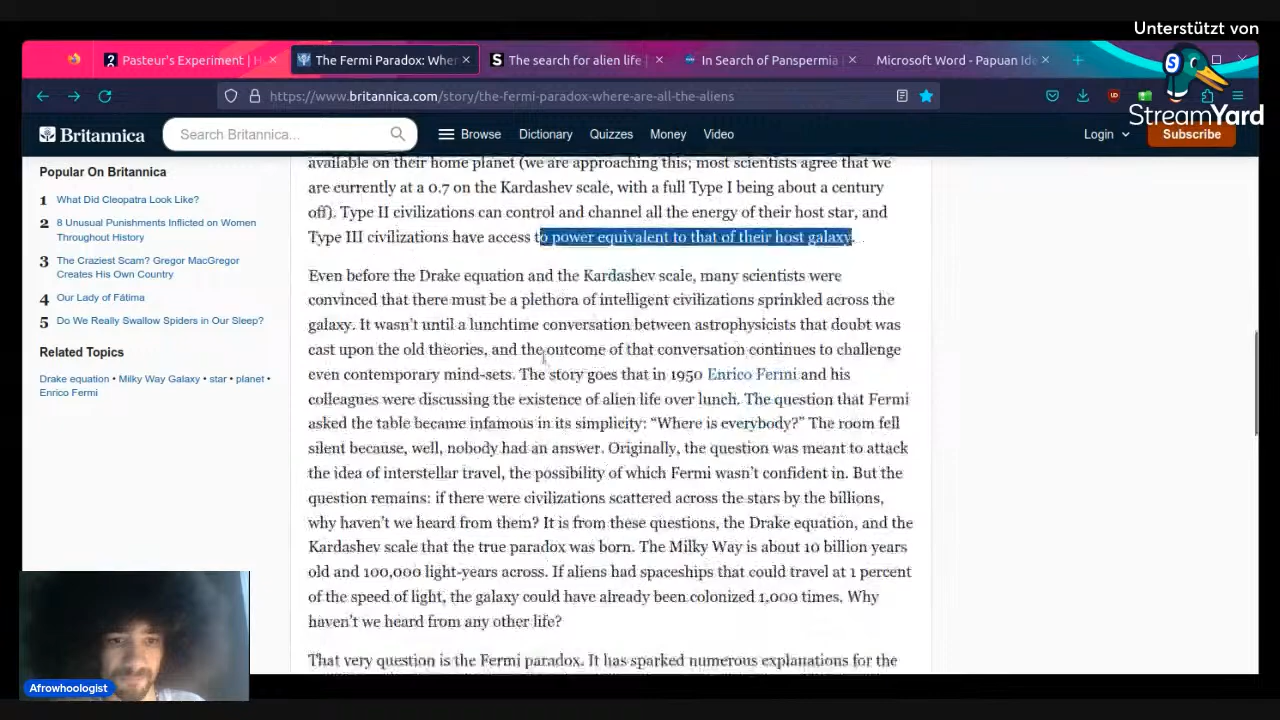 Unterstützt von
StreamYard
Pasteur's Experiment | H
The Fermi Paradox: Wher
The search for alien life |
In Search of Panspermia
Microsoft Word - Papuan Ide
https://www.britannica.com/story/the-fermi-paradox-where-are-all-the-aliens
Britannica
Search Britannica...
Browse
Dictionary
Quizzes
Money
Video
Login
Subscribe
Popular On Britannica
1 What Did Cleopatra Look Like?
2 8 Unusual Punishments Inflicted on Women
Throughout History
3 The Craziest Scam? Gregor MacGregor
Creates His Own Country
4 Our Lady of Fátima
5 Do We Really Swallow Spiders in Our Sleep?
Related Topics
Drake equation • Milky Way Galaxy • star • planet •
Enrico Fermi
available on their home planet (we are approaching this; most scientists agree that we
are currently at a 0.7 on the Kardashev scale, with a full Type I being about a century
off). Type II civilizations can control and channel all the energy of their host star, and
Type III civilizations have access to power equivalent to that of their host galaxy.
Even before the Drake equation and the Kardashev scale, many scientists were
convinced that there must be a plethora of intelligent civilizations sprinkled across the
galaxy. It wasn't until a lunchtime conversation between astrophysicists that doubt was
cast upon the old theories, and the outcome of that conversation continues to challenge
even contemporary mind-sets. The story goes that in 1950 Enrico Fermi and his
colleagues were discussing the existence of alien life over lunch. The question that Fermi
asked the table became infamous in its simplicity: “Where is everybody?” The room fell
silent because, well, nobody had an answer. Originally, the question was meant to attack
the idea of interstellar travel, the possibility of which Fermi wasn't confident in. But the
question remains: if there were civilizations scattered across the stars by the billions,
why haven't we heard from them? It is from these questions, the Drake equation, and the
Kardashev scale that the true paradox was born. The Milky Way is about 10 billion years
old and 100,000 light-years across. If aliens had spaceships that could travel at 1 percent
of the speed of light, the galaxy could have already been colonized 1,000 times. Why
haven't we heard from any other life?
That very question is the Fermi paradox. It has sparked numerous explanations for the
Afrowhoologist